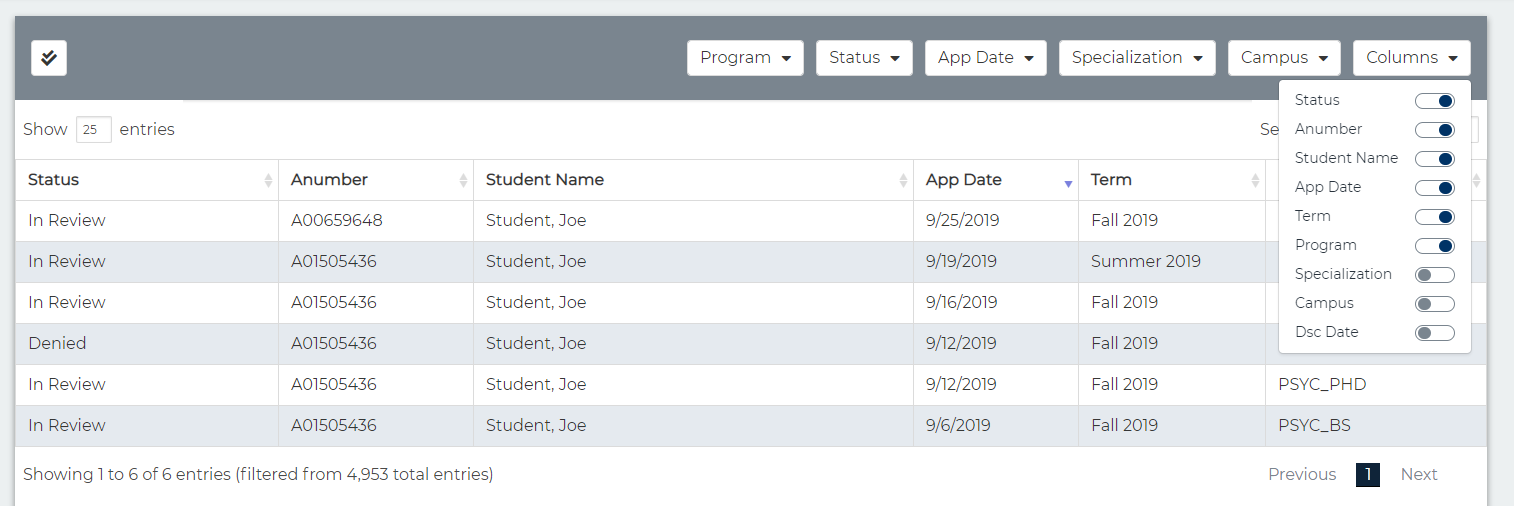 Program Status App Date Specialization Campus Columns
Status
Anumber
Student Name
App Date
Term
Program
Specialization
Campus
Dsc Date
Show 25 entries
Status Anumber Student Name App Date Term
In Review A00659648 Student, Joe 9/25/2019 Fall 2019
In Review A01505436 Student, Joe 9/19/2019 Summer 2019
In Review A01505436 Student, Joe 9/16/2019 Fall 2019
Denied A01505436 Student, Joe 9/12/2019 Fall 2019
In Review A01505436 Student, Joe 9/12/2019 Fall 2019 PSYC_PHD
In Review A01505436 Student, Joe 9/6/2019 Fall 2019 PSYC_BS
Showing 1 to 6 of 6 entries (filtered from 4,953 total entries) Previous 1 Next